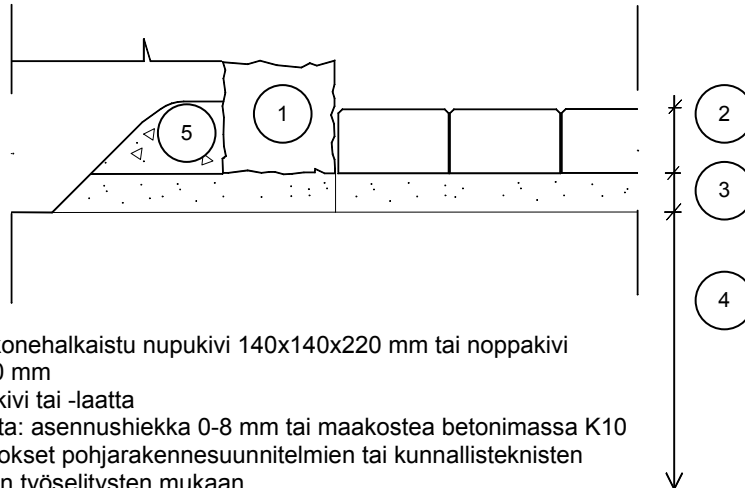 1
2
5
3
4
konehalkaistu nupukivi 140x140x220 mm tai noppakivi
0 mm
kivi tai -laatta
ta: asennushiekka 0-8 mm tai maakostea betonimassa K10
okset pohjarakennesuunnitelmien tai kunnallisteknisten
n työselitysten mukaan